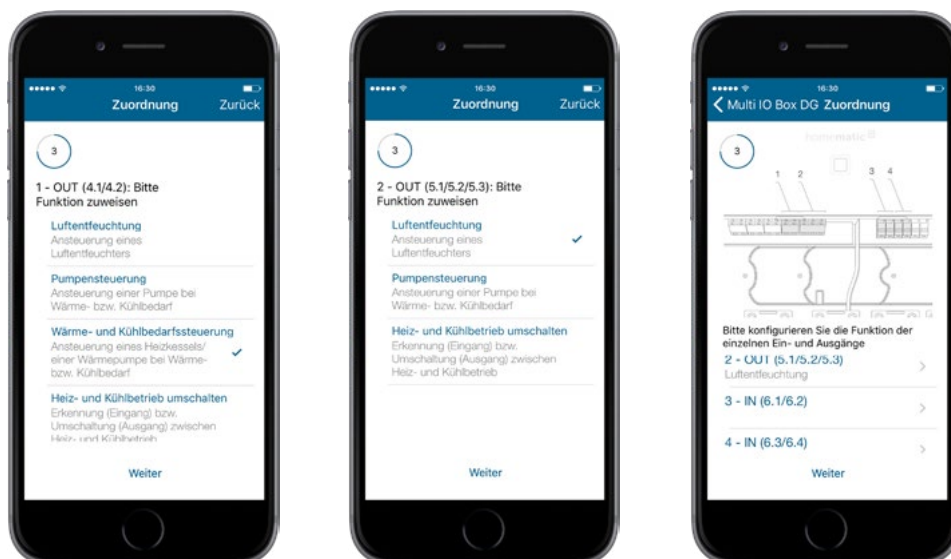 16:30
Zuordnung Zurück
3
1 - OUT (4.1/4.2): Bitte
Funktion zuweisen
Luftentfeuchtung
Ansteuerung eines
Luftentfeuchters
Pumpensteuerung
Ansteuerung einer Pumpe bei
Wärme- bzw. Kühlbedarf
Wärme- und Kühlbedarfssteuerung
Ansteuerung eines Heizkessels/
einer Wärmepumpe bei Wärme-
bzw. Kühlbedarf
Heiz- und Kühlbetrieb umschalten
Erkennung (Eingang) bzw.
Umschaltung (Ausgang) zwischen
Heiz- und Kühlbetrieb
Weiter
16:30
Zuordnung Zurück
3
2 - OUT (5.1/5.2/5.3): Bitte
Funktion zuweisen
Luftentfeuchtung
Ansteuerung eines
Luftentfeuchters
Pumpensteuerung
Ansteuerung einer Pumpe bei
Wärme- bzw. Kühlbedarf
Heiz- und Kühlbetrieb umschalten
Erkennung (Eingang) bzw.
Umschaltung (Ausgang) zwischen
Heiz- und Kühlbetrieb
Weiter
16:30
Multi IO Box DG Zuordnung
homematic IP
3
1 2 3 4
Bitte konfigurieren Sie die Funktion der
einzelnen Ein- und Ausgänge
2 - OUT (5.1/5.2/5.3)
Luftentfeuchtung
3 - IN (6.1/6.2)
4 - IN (6.3/6.4)
Weiter